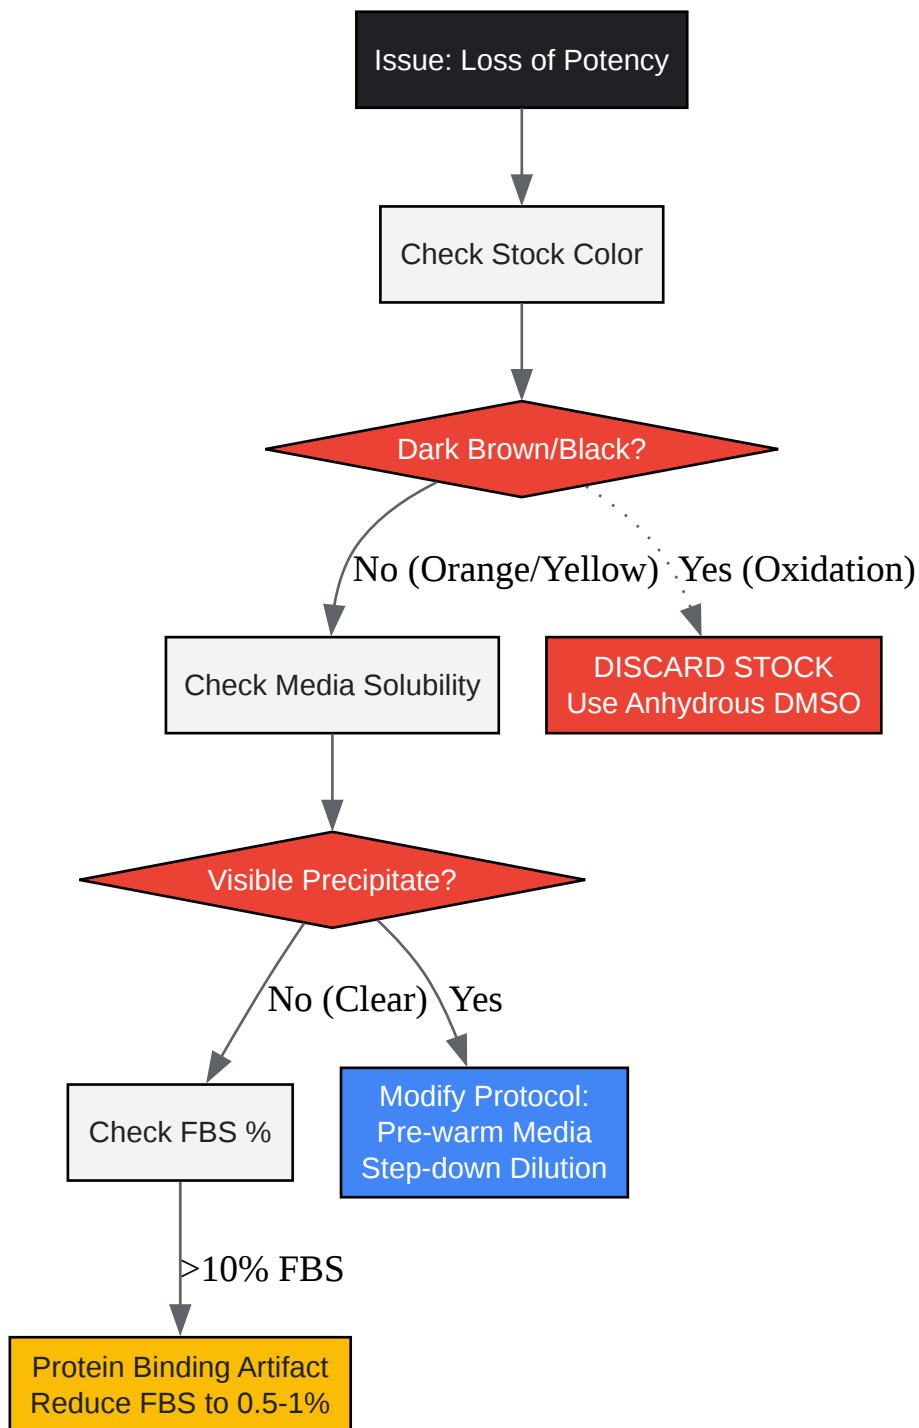 Issue: Loss of Potency
Check Stock Color
Dark Brown/Black?
No (Orange/Yellow)
Yes (Oxidation)
Check Media Solubility
DISCARD STOCK
Use Anhydrous DMSO
Visible Precipitate?
No (Clear)
Yes
Check FBS %
Modify Protocol:
Pre-warm Media
Step-down Dilution
>10% FBS
Protein Binding Artifact
Reduce FBS to 0.5-1%